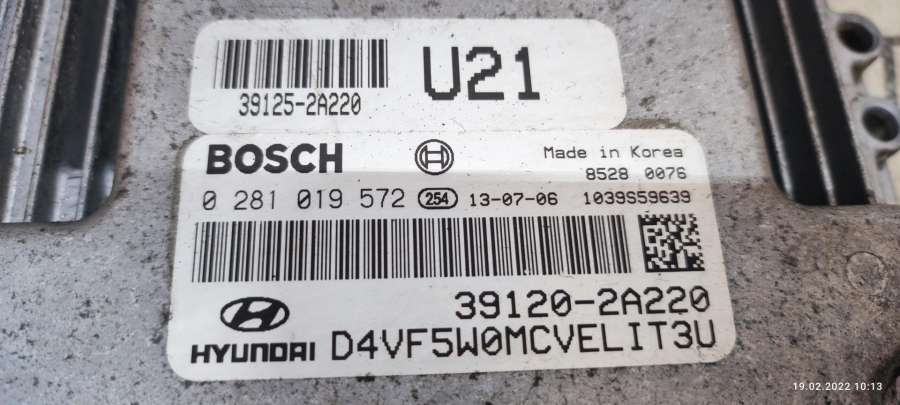 U21
39125-2A220
BOSCH
Made in Korea
8528 0076
0 281 019 572 254 13-07-06 1039S59639
39120-2A220
HYUNDAI D4VF5W0MCVELIT3U
19.02.2022 10:13